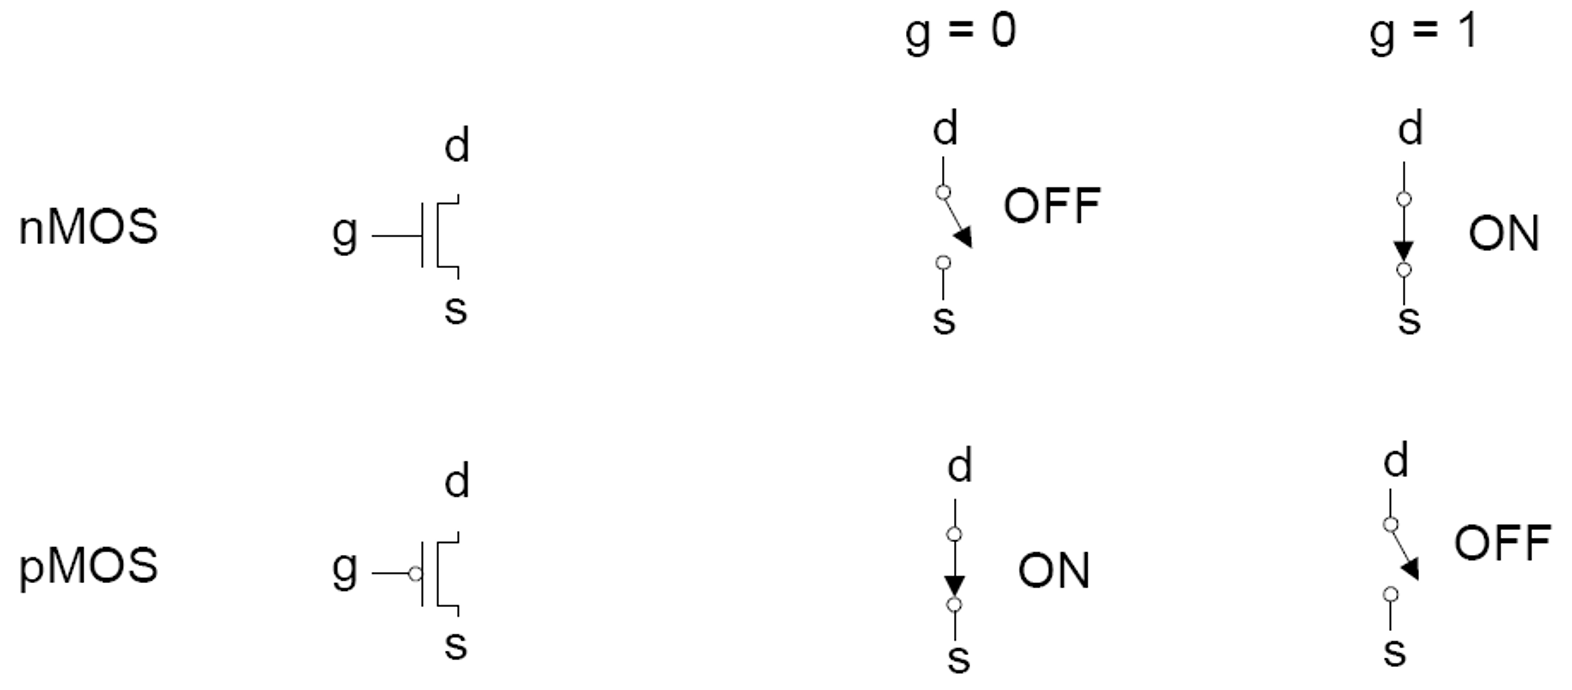 g = 0 g = 1
d d d
nMOS g OFF ON
s s s
d d d
pMOS g ON OFF
s s s